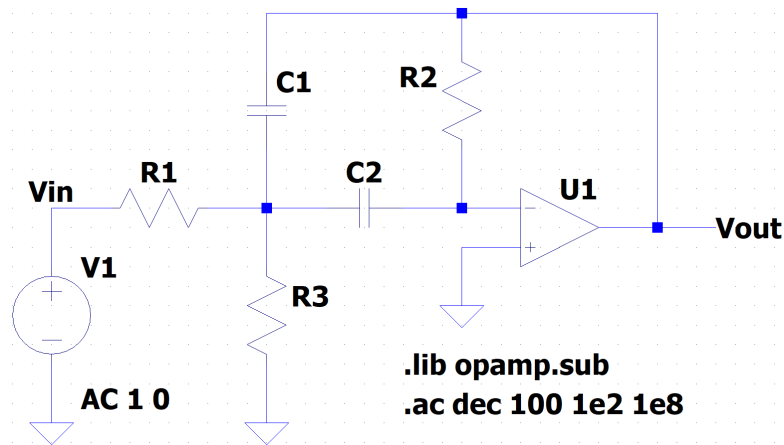 C1
R2
R1
C2
U1
Vin
Vout
V1
R3
.lib opamp.sub
AC 1 0
.ac dec 100 1e2 1e8